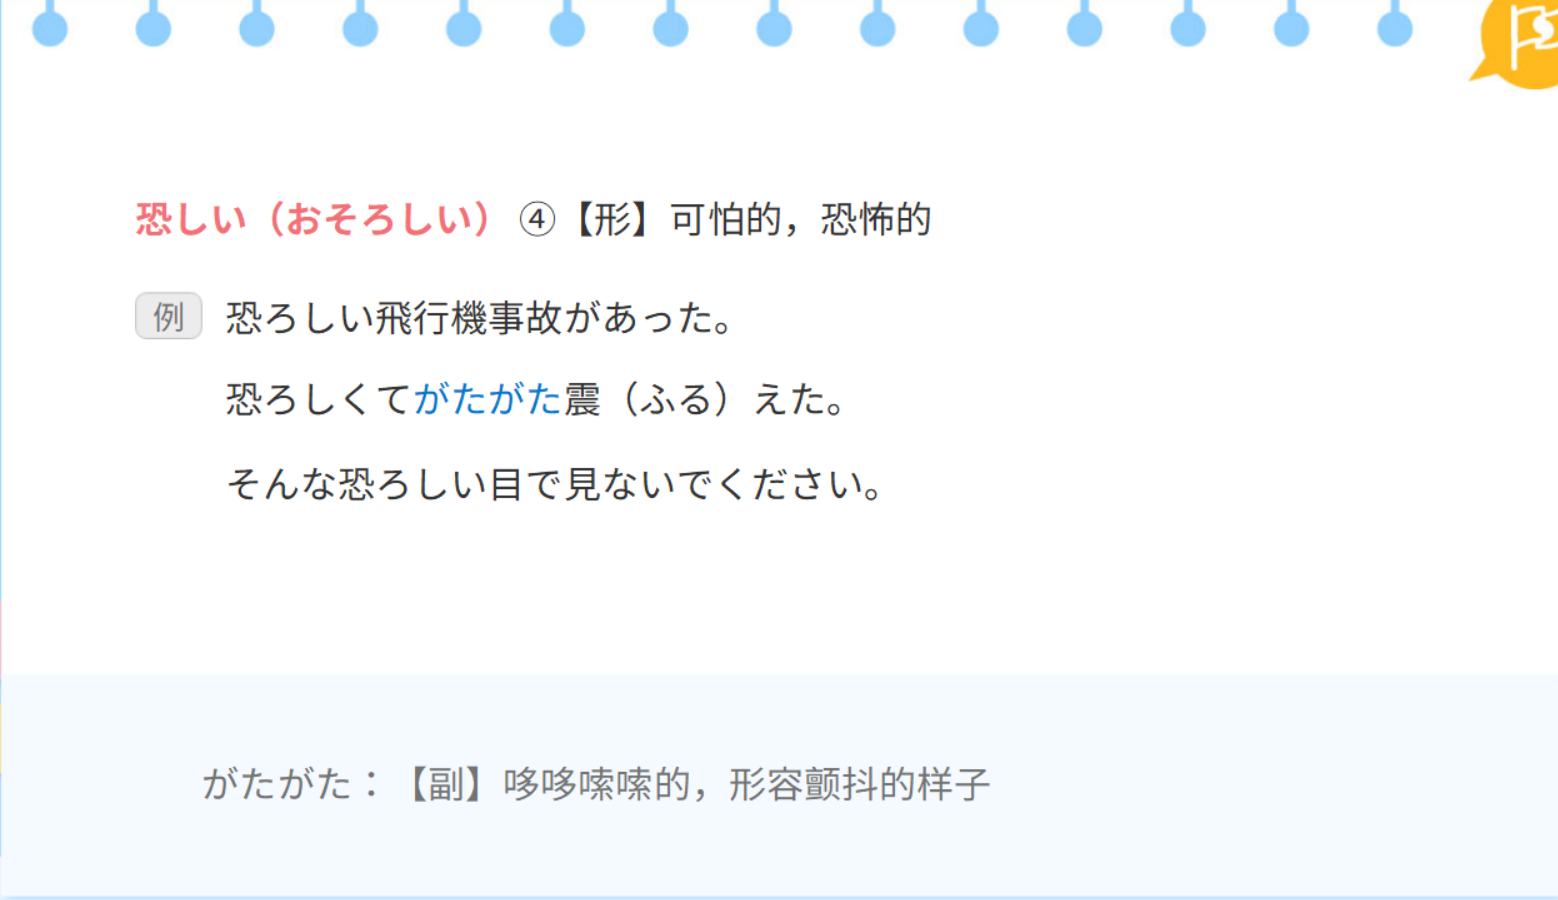 恐しい（おそろしい） ④【形】可怕的，恐怖的
例 恐ろしい飛行機事故があった。
恐ろしくてがたがた震（ふる）えた。
そんな恐ろしい目で見ないでください。
がたがた：【副】哆哆嗦嗦的，形容颤抖的样子